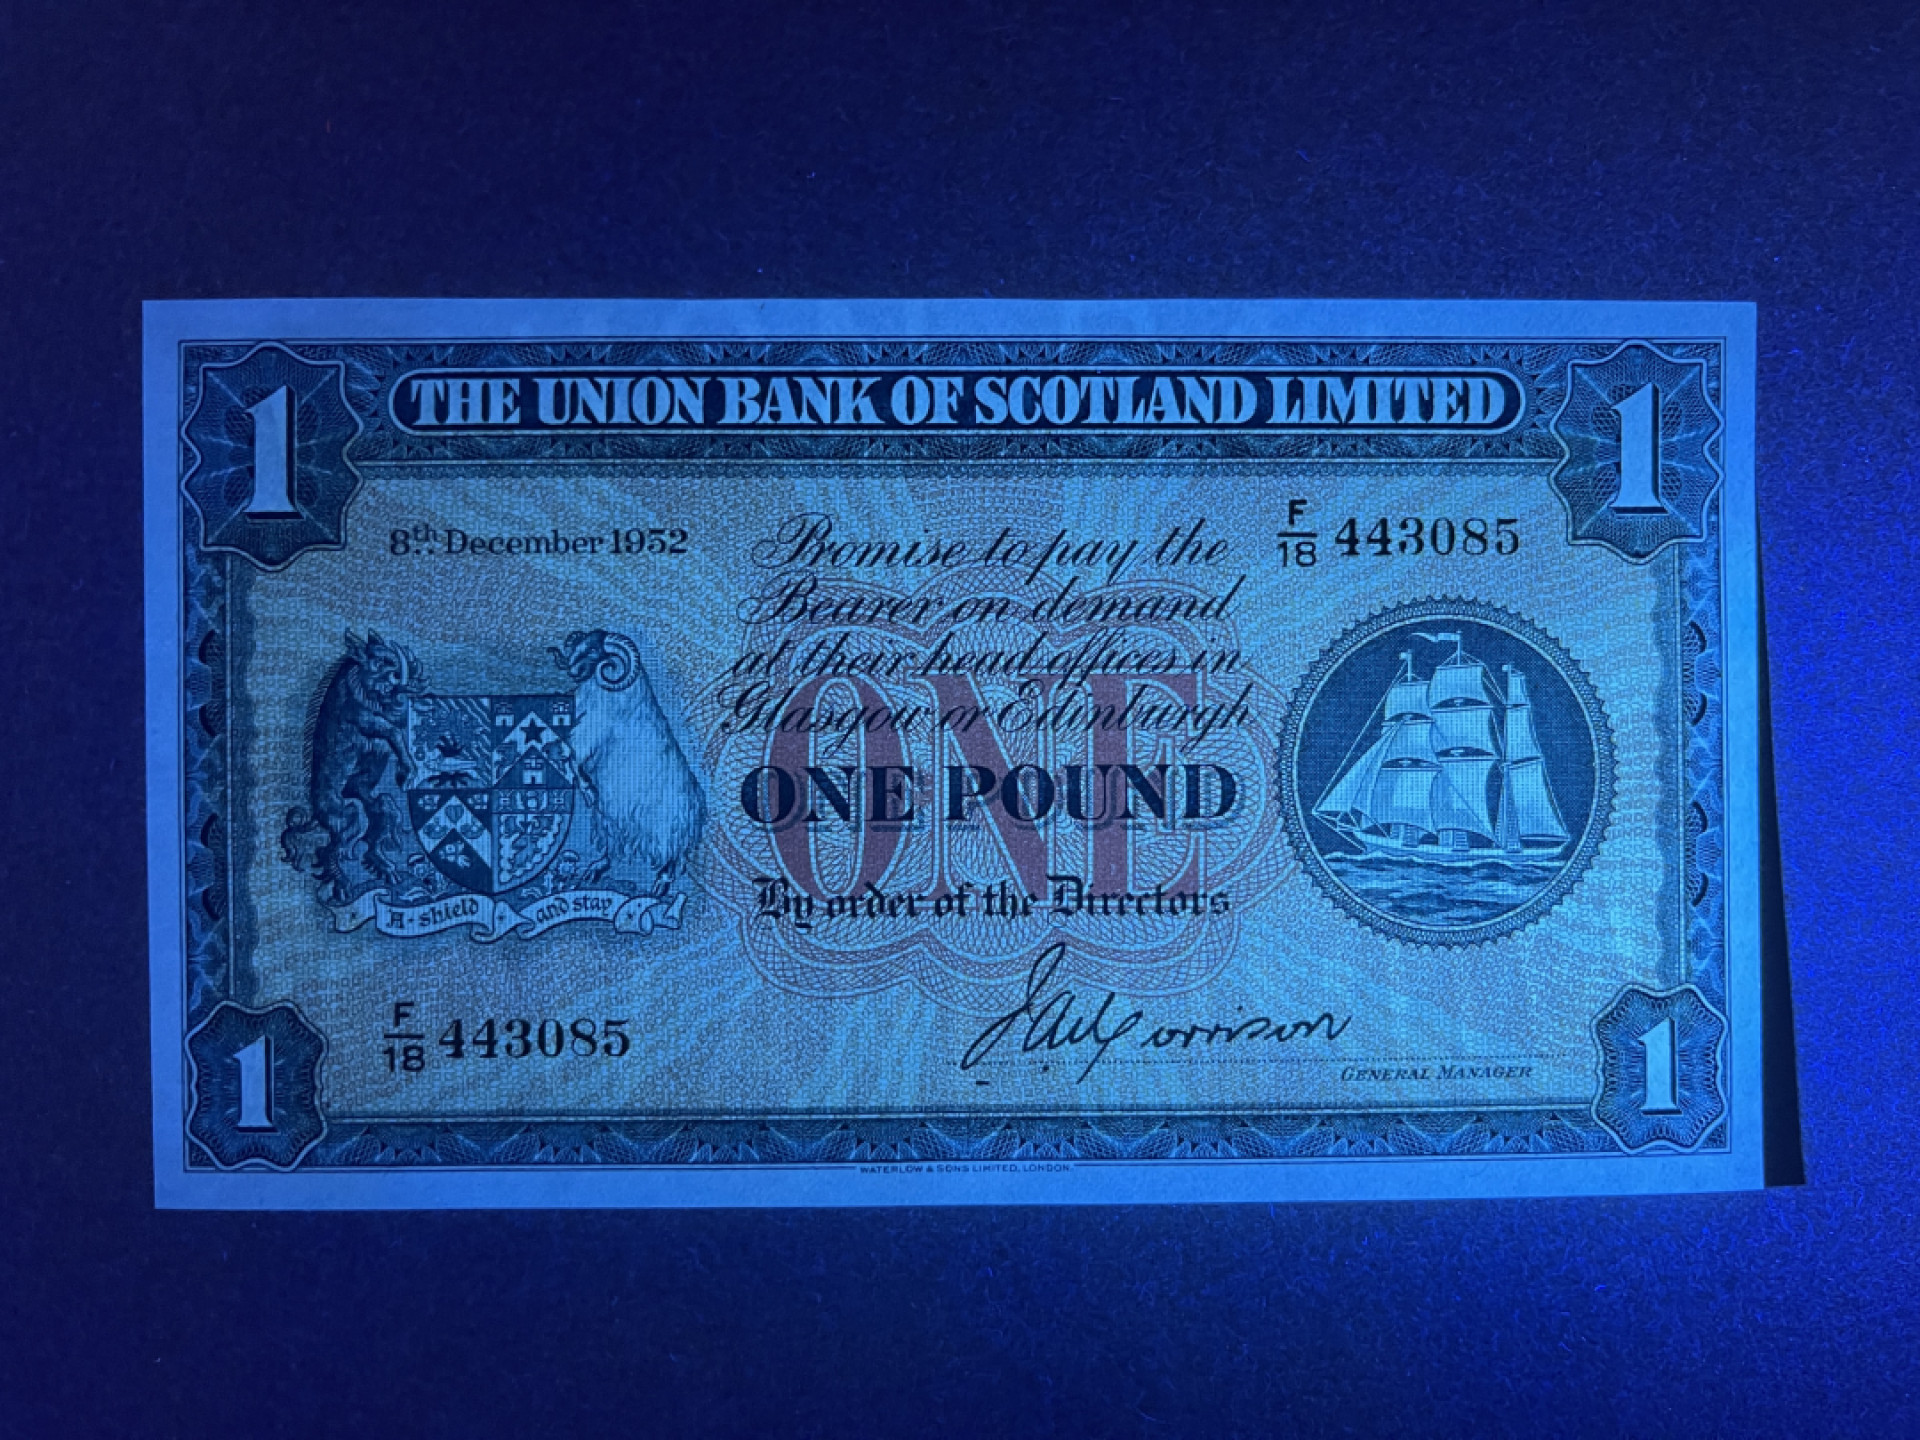 1 THE UNION BANK OF SCOTLAND LIMITED 1
8th December 1952
Promise to pay the
Bearer on demand
at their head offices in
Glasgow or Edinburgh
F/18 443085
ONE
ONE POUND
By order of the Directors
A-shield and stay
F/18 443085
J A Morrison
GENERAL MANAGER
1 1
WATERLOW & SONS LIMITED, LONDON.